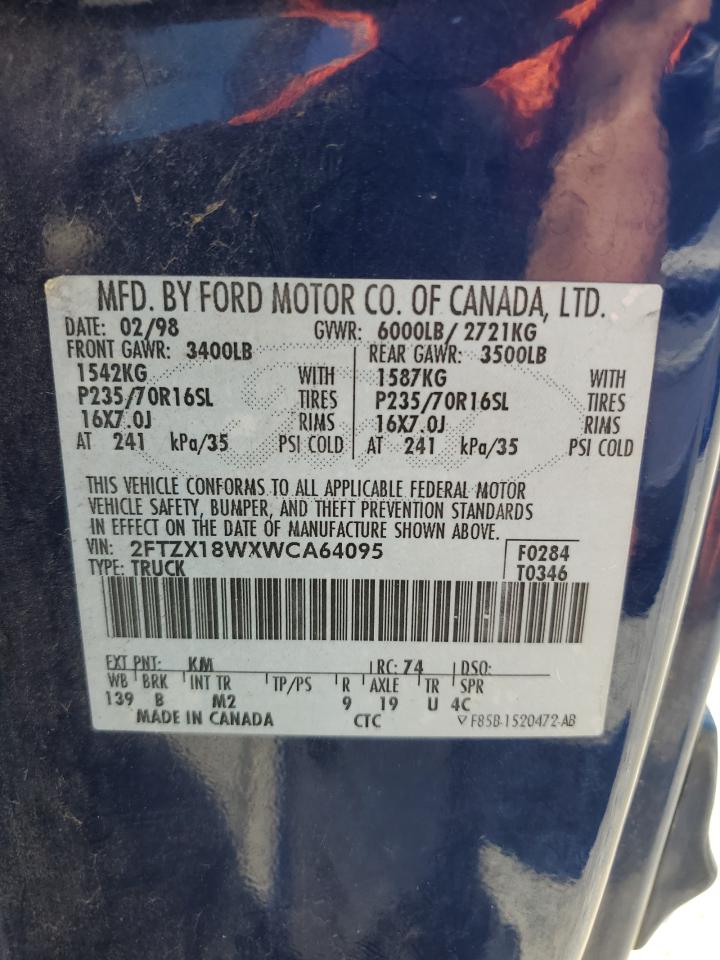 MFD. BY FORD MOTOR CO. OF CANADA, LTD.
DATE: 02/98 GVWR: 6000LB/ 2721KG
FRONT GAWR: 3400LB REAR GAWR: 3500LB
1542KG WITH 1587KG WITH
P235/70R16SL TIRES P235/70R16SL TIRES
16X7.0J RIMS 16X7.0J RIMS
AT 241 kPa/35 PSI COLD AT 241 kPa/35 PSI COLD
THIS VEHICLE CONFORMS TO ALL APPLICABLE FEDERAL MOTOR
VEHICLE SAFETY, BUMPER, AND THEFT PREVENTION STANDARDS
IN EFFECT ON THE DATE OF MANUFACTURE SHOWN ABOVE.
VIN: 2FTZX18WXWCA64095 F0284
TYPE: TRUCK T0346
EXT PNT: KM RC: 74 DSO:
WB BRK INT TR TP/PS R AXLE TR SPR
139 B M2 9 19 U 4C
MADE IN CANADA CTC F85B-1520472-AB